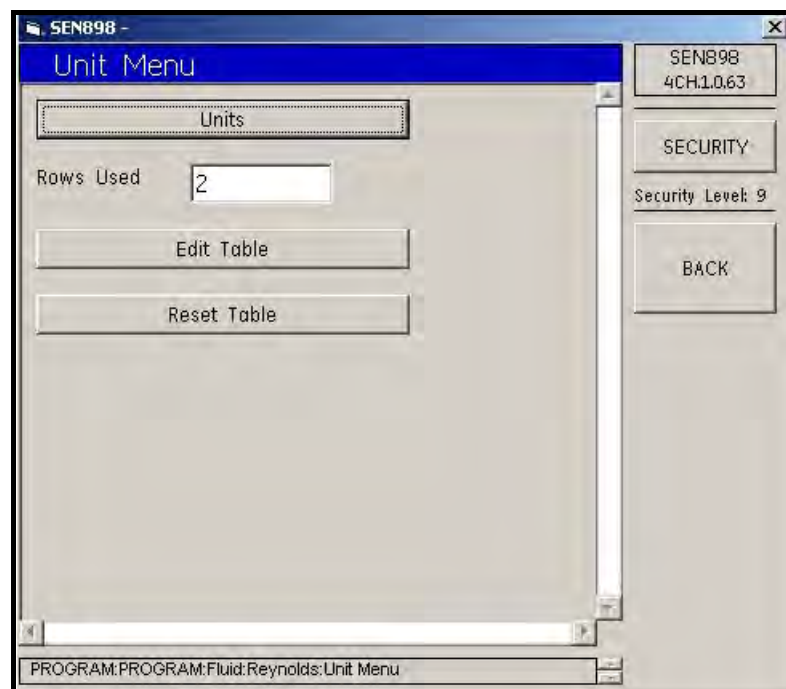 SEN898 -
Unit Menu
SEN898
4CH.1.0.63
Units
SECURITY
Rows Used 2
Security Level: 9
Edit Table
BACK
Reset Table
PROGRAM:PROGRAM:Fluid:Reynolds:Unit Menu